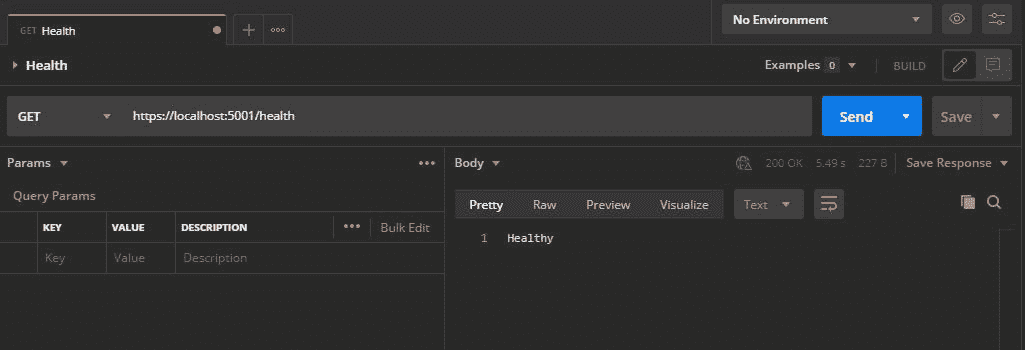 GET Health
No Environment
Health
Examples 0
BUILD
GET https://localhost:5001/health
Send
Save
Params
Body
200 OK 5.49 s 227 B
Save Response
Query Params
Pretty Raw Preview Visualize
Text
KEY VALUE DESCRIPTION
Bulk Edit
Key Value Description
1 Healthy